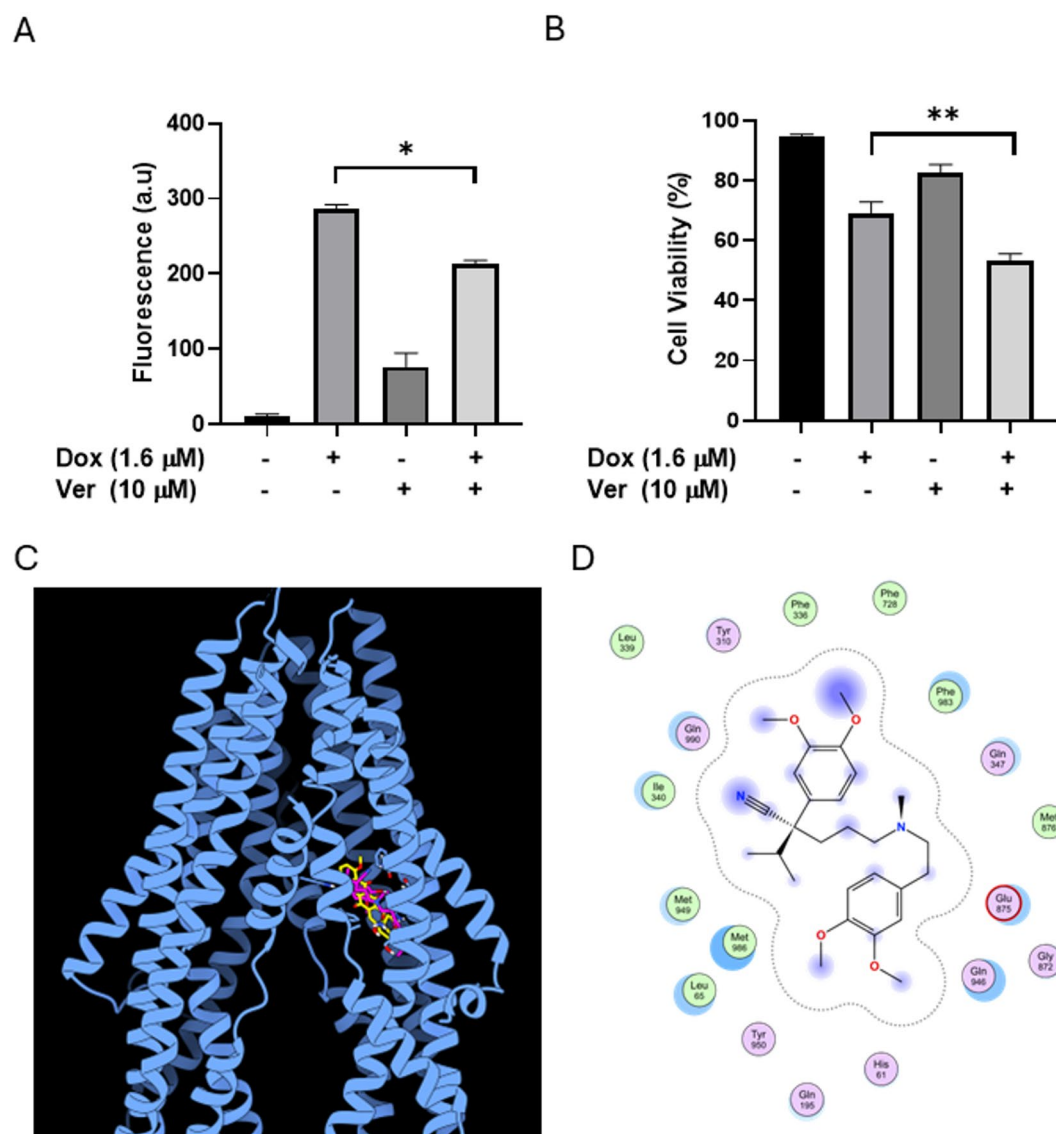 A
Fluorescence (a.u)
400
300
200
100
0
*
Dox (1.6 μM) - + - +
Ver (10 μM) - - + +
B
Cell Viability (%)
100
80
60
40
20
0
**
Dox (1.6 μM) - + - +
Ver (10 μM) - - + +
C
D
Phe
728
Phe
336
Tyr
310
Leu
339
Phe
983
Gln
990
Gln
347
Ile
340
Met
876
N
O
O
N
Met
949
Glu
875
Met
986
Gly
872
Gln
946
Leu
65
O
O
Tyr
950
His
61
Gln
195